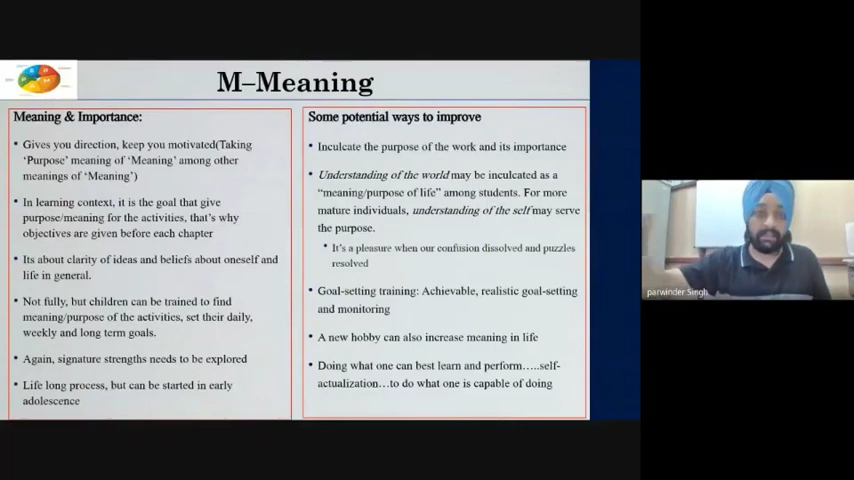 M–Meaning
Meaning & Importance:
• Gives you direction, keep you motivated(Taking
‘Purpose’ meaning of ‘Meaning’ among other
meanings of ‘Meaning’)
• In learning context, it is the goal that give
purpose/meaning for the activities, that’s why
objectives are given before each chapter
• Its about clarity of ideas and beliefs about oneself and
life in general.
• Not fully, but children can be trained to find
meaning/purpose of the activities, set their daily,
weekly and long term goals.
• Again, signature strengths needs to be explored
• Life long process, but can be started in early
adolescence
Some potential ways to improve
• Inculcate the purpose of the work and its importance
• Understanding of the world may be inculcated as a
“meaning/purpose of life” among students. For more
mature individuals, understanding of the self may serve
the purpose.
• It’s a pleasure when our confusion dissolved and puzzles
resolved
• Goal-setting training: Achievable, realistic goal-setting
and monitoring
• A new hobby can also increase meaning in life
• Doing what one can best learn and perform…..self-
actualization…to do what one is capable of doing
parwinder Singh